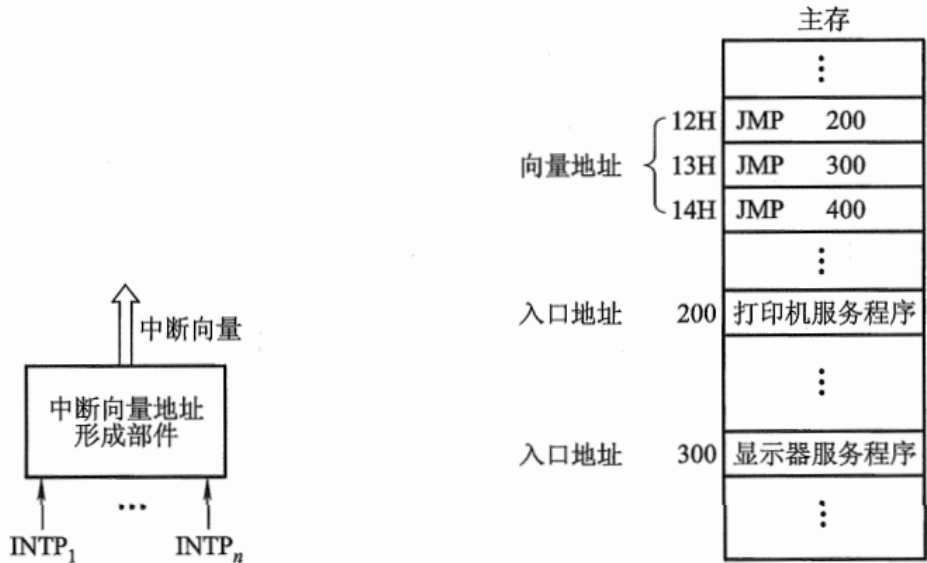 主存
⋮
12H JMP 200
向量地址 13H JMP 300
14H JMP 400
⋮
入口地址 200 打印机服务程序
⋮
入口地址 300 显示器服务程序
⋮
中断向量
中断向量地址
形成部件
…
INTP₁ INTPₙ